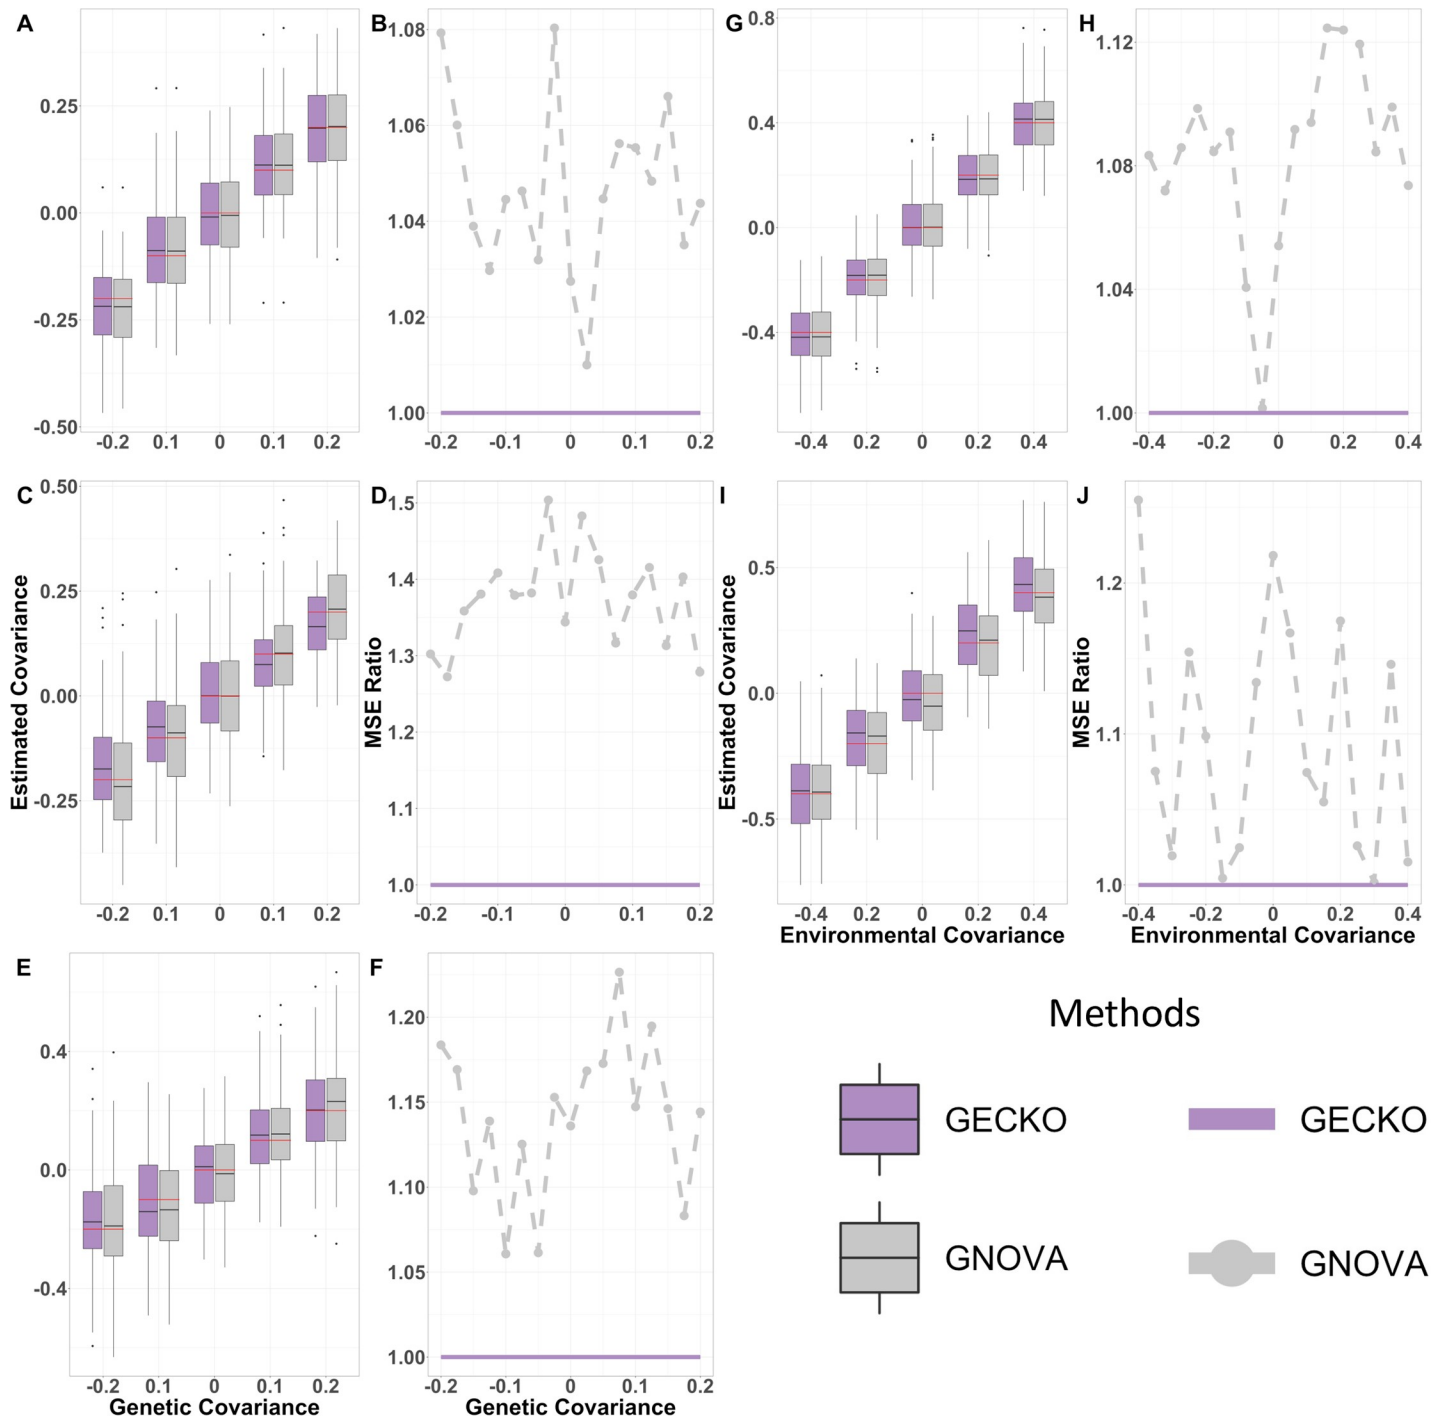 A
0.25
0.00
-0.25
-0.50
-0.2 0.1 0 0.1 0.2
B
1.08
1.06
1.04
1.02
1.00
-0.2 -0.1 0 0.1 0.2
G
0.8
0.4
0.0
-0.4
-0.4 0.2 0 0.2 0.4
H
1.12
1.08
1.04
1.00
-0.4 -0.2 0 0.2 0.4
C
0.50
0.25
0.00
-0.25
Estimated Covariance
-0.2 0.1 0 0.1 0.2
D
1.5
1.4
1.3
1.2
1.1
1.0
MSE Ratio
-0.2 -0.1 0 0.1 0.2
I
0.5
0.0
-0.5
Estimated Covariance
-0.4 0.2 0 0.2 0.4
Environmental Covariance
J
1.2
1.1
1.0
MSE Ratio
-0.4 -0.2 0 0.2 0.4
Environmental Covariance
E
0.4
0.0
-0.4
-0.2 0.1 0 0.1 0.2
Genetic Covariance
F
1.20
1.15
1.10
1.05
1.00
-0.2 -0.1 0 0.1 0.2
Genetic Covariance
Methods
GECKO
GECKO
GNOVA
GNOVA